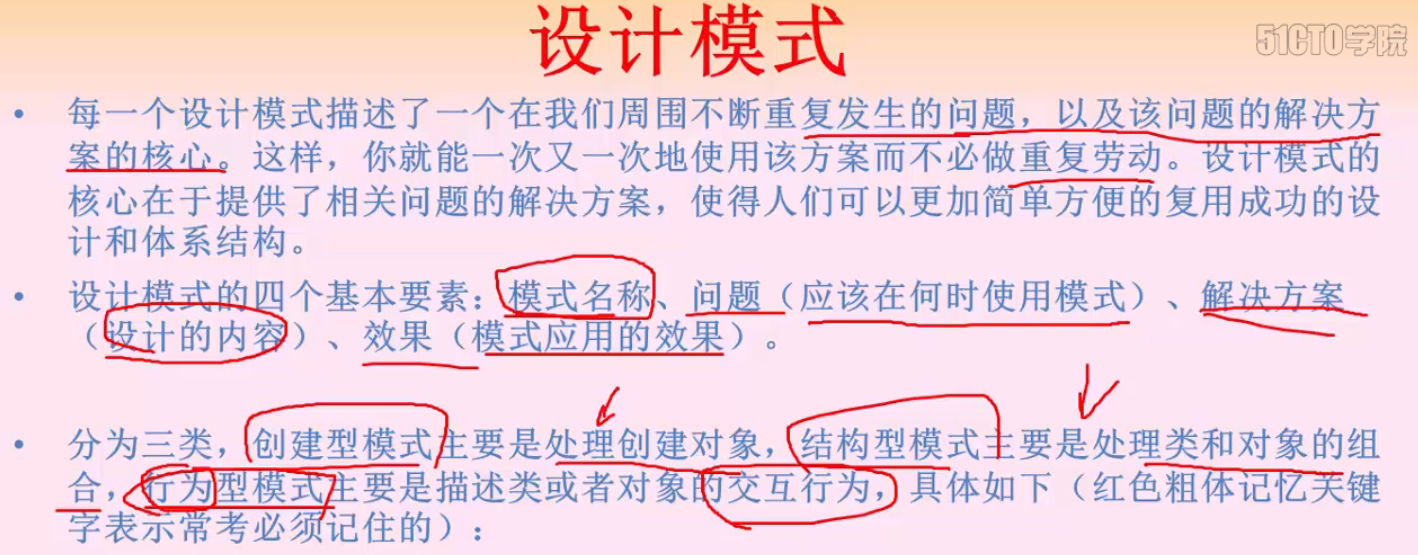 设计模式
51CTO学院
• 每一个设计模式描述了一个在我们周围不断重复发生的问题，以及该问题的解决方
案的核心。这样，你就能一次又一次地使用该方案而不必做重复劳动。设计模式的
核心在于提供了相关问题的解决方案，使得人们可以更加简单方便的复用成功的设
计和体系结构。
• 设计模式的四个基本要素：模式名称、问题（应该在何时使用模式）、解决方案
（设计的内容）、效果（模式应用的效果）。
• 分为三类，创建型模式主要是处理创建对象，结构型模式主要是处理类和对象的组
合，行为型模式主要是描述类或者对象的交互行为，具体如下（红色粗体记忆关键
字表示常考必须记住的）：